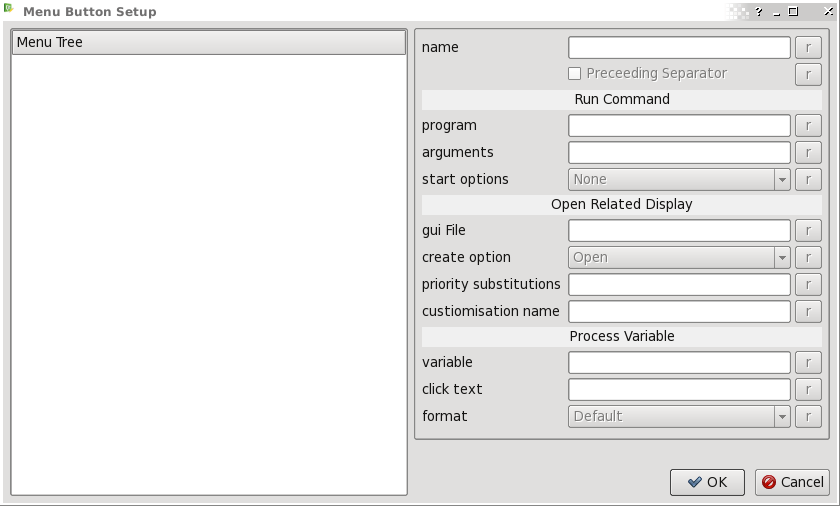 Menu Button Setup
?
Menu Tree
name r
Preceeding Separator r
Run Command
program r
arguments r
start options None r
Open Related Display
gui File r
create option Open r
priority substitutions r
custiomisation name r
Process Variable
variable r
click text r
format Default r
OK Cancel